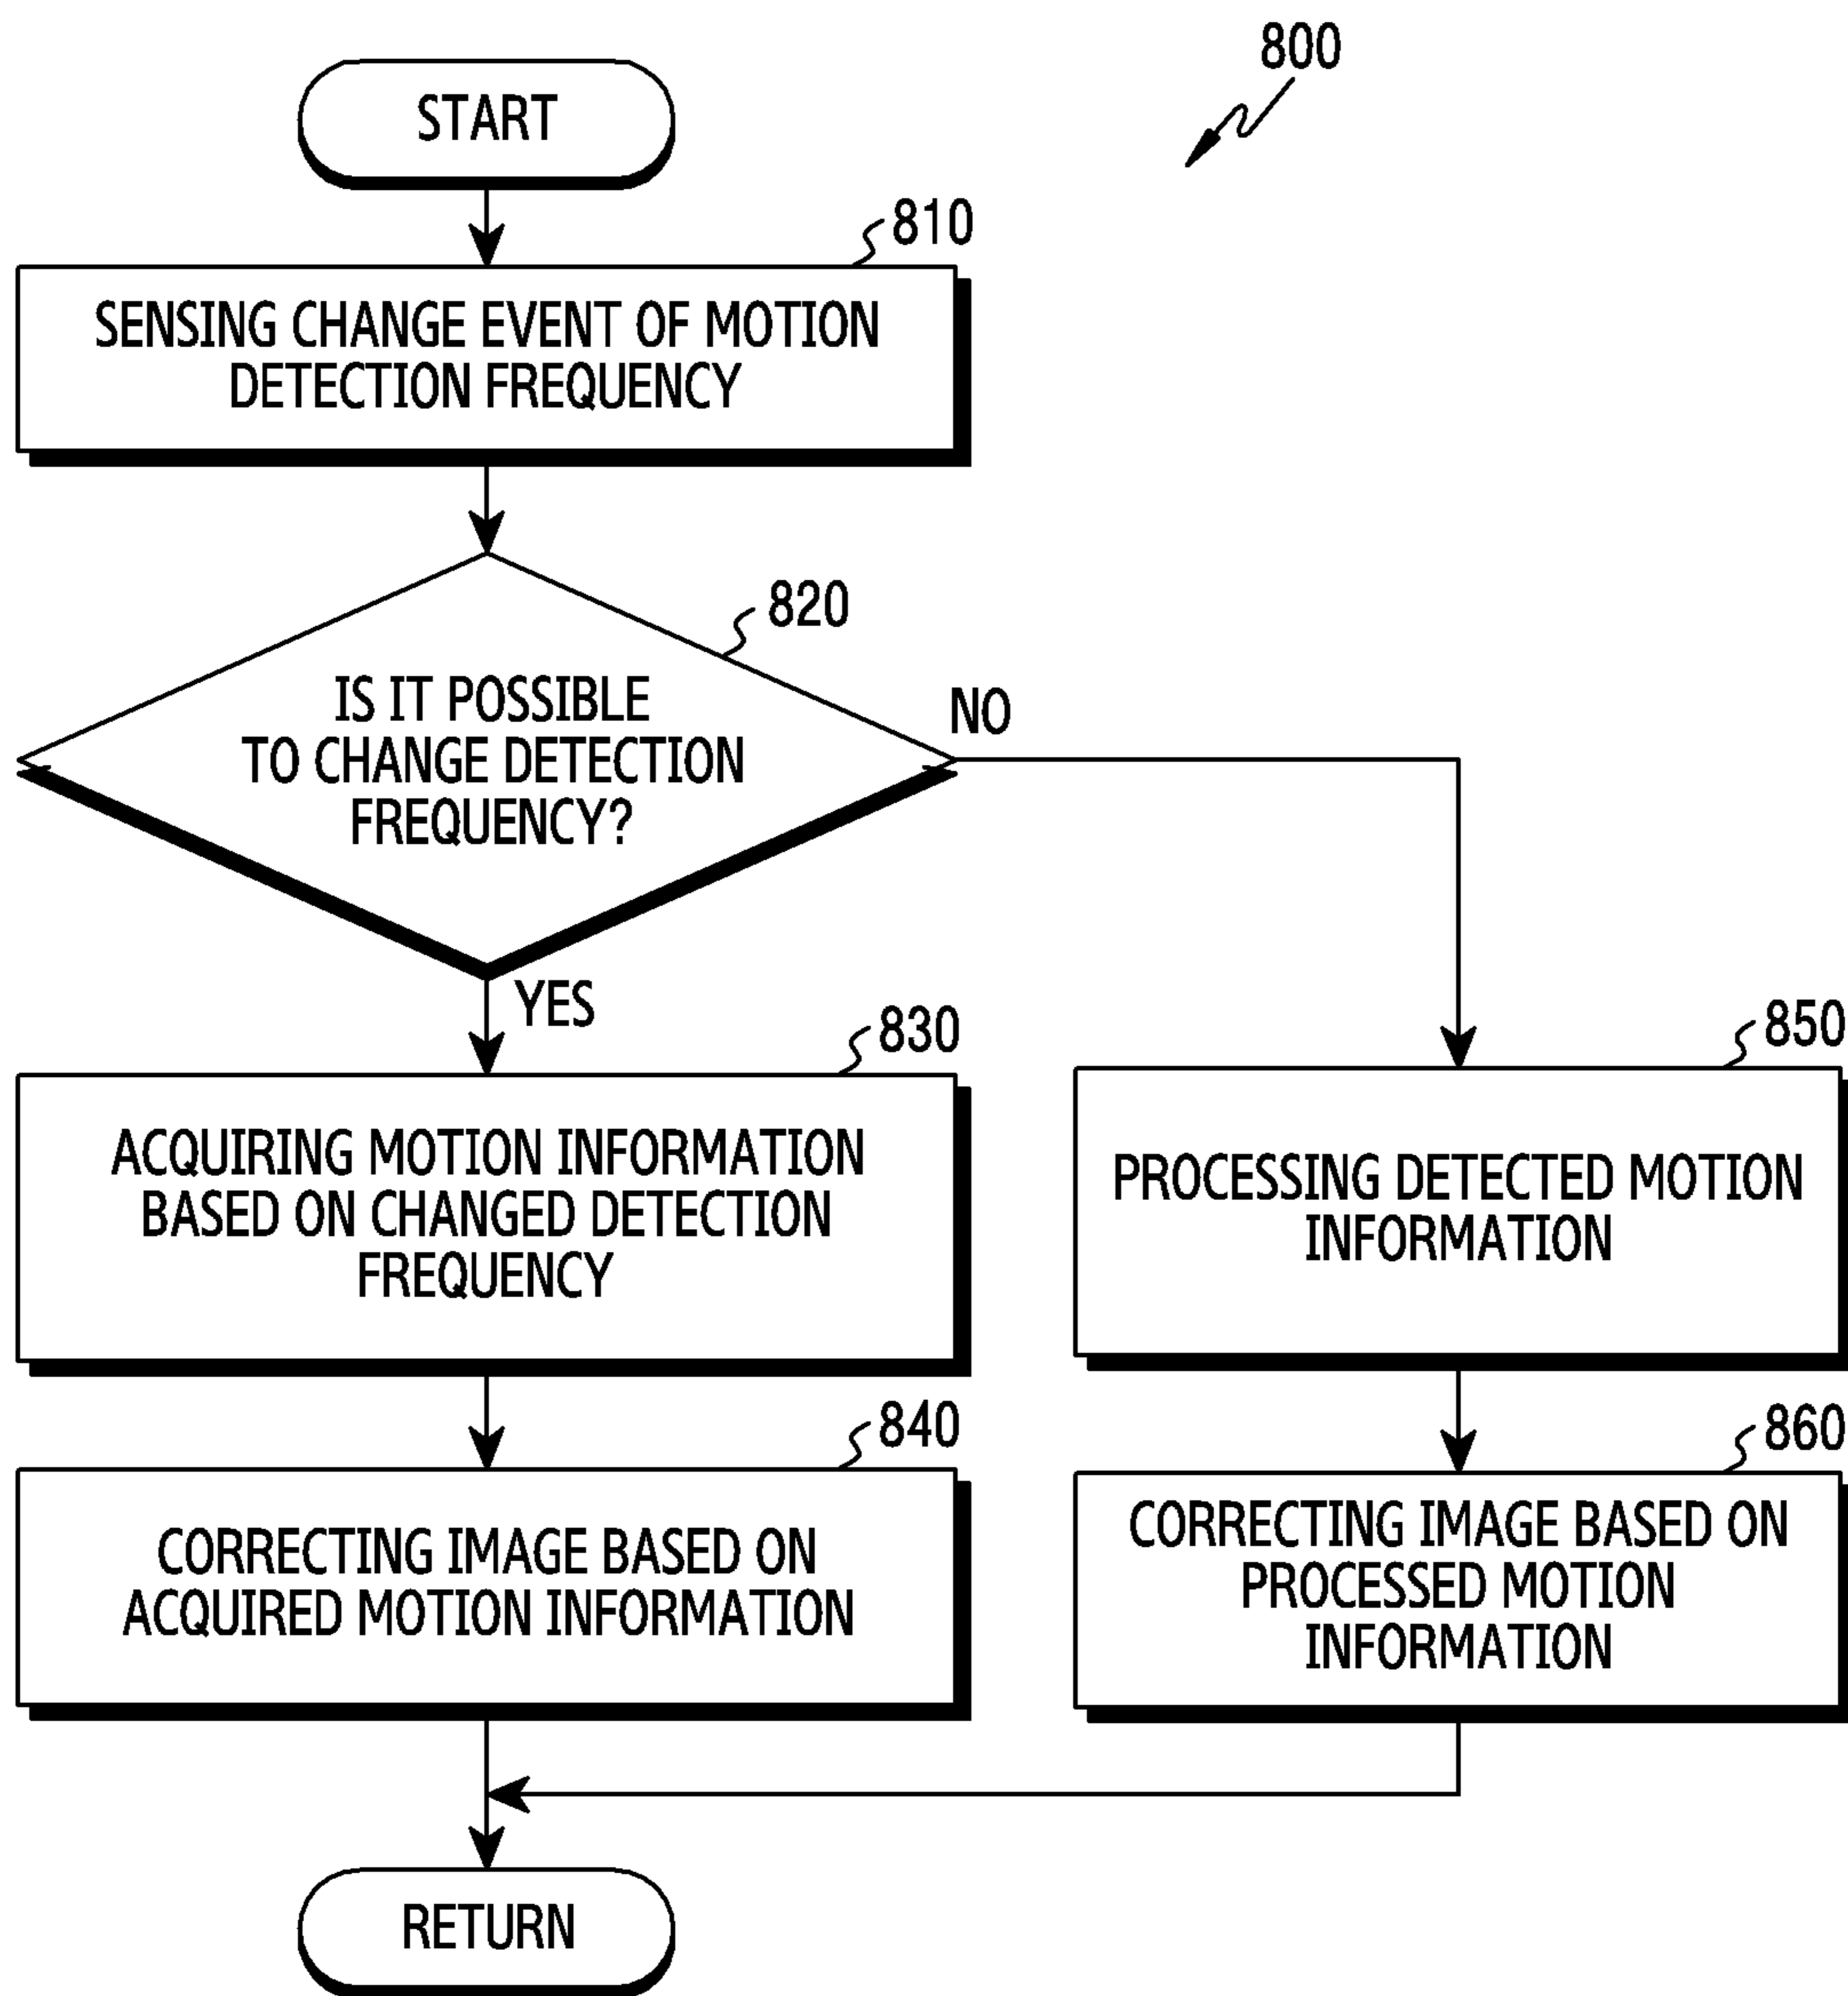 800
START
810
SENSING CHANGE EVENT OF MOTION
DETECTION FREQUENCY
820
IS IT POSSIBLE
TO CHANGE DETECTION
FREQUENCY?
NO
YES
830
ACQUIRING MOTION INFORMATION
BASED ON CHANGED DETECTION
FREQUENCY
850
PROCESSING DETECTED MOTION
INFORMATION
840
CORRECTING IMAGE BASED ON
ACQUIRED MOTION INFORMATION
860
CORRECTING IMAGE BASED ON
PROCESSED MOTION
INFORMATION
RETURN